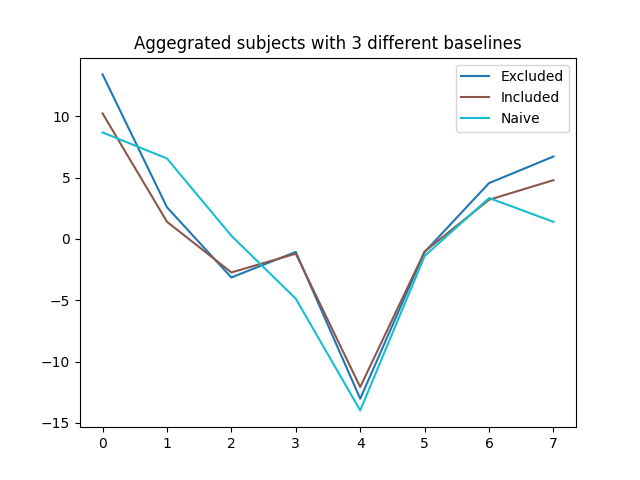 Aggegrated subjects with 3 different baselines
Excluded
Included
Naive
10
5
0
−5
−10
−15
0 1 2 3 4 5 6 7